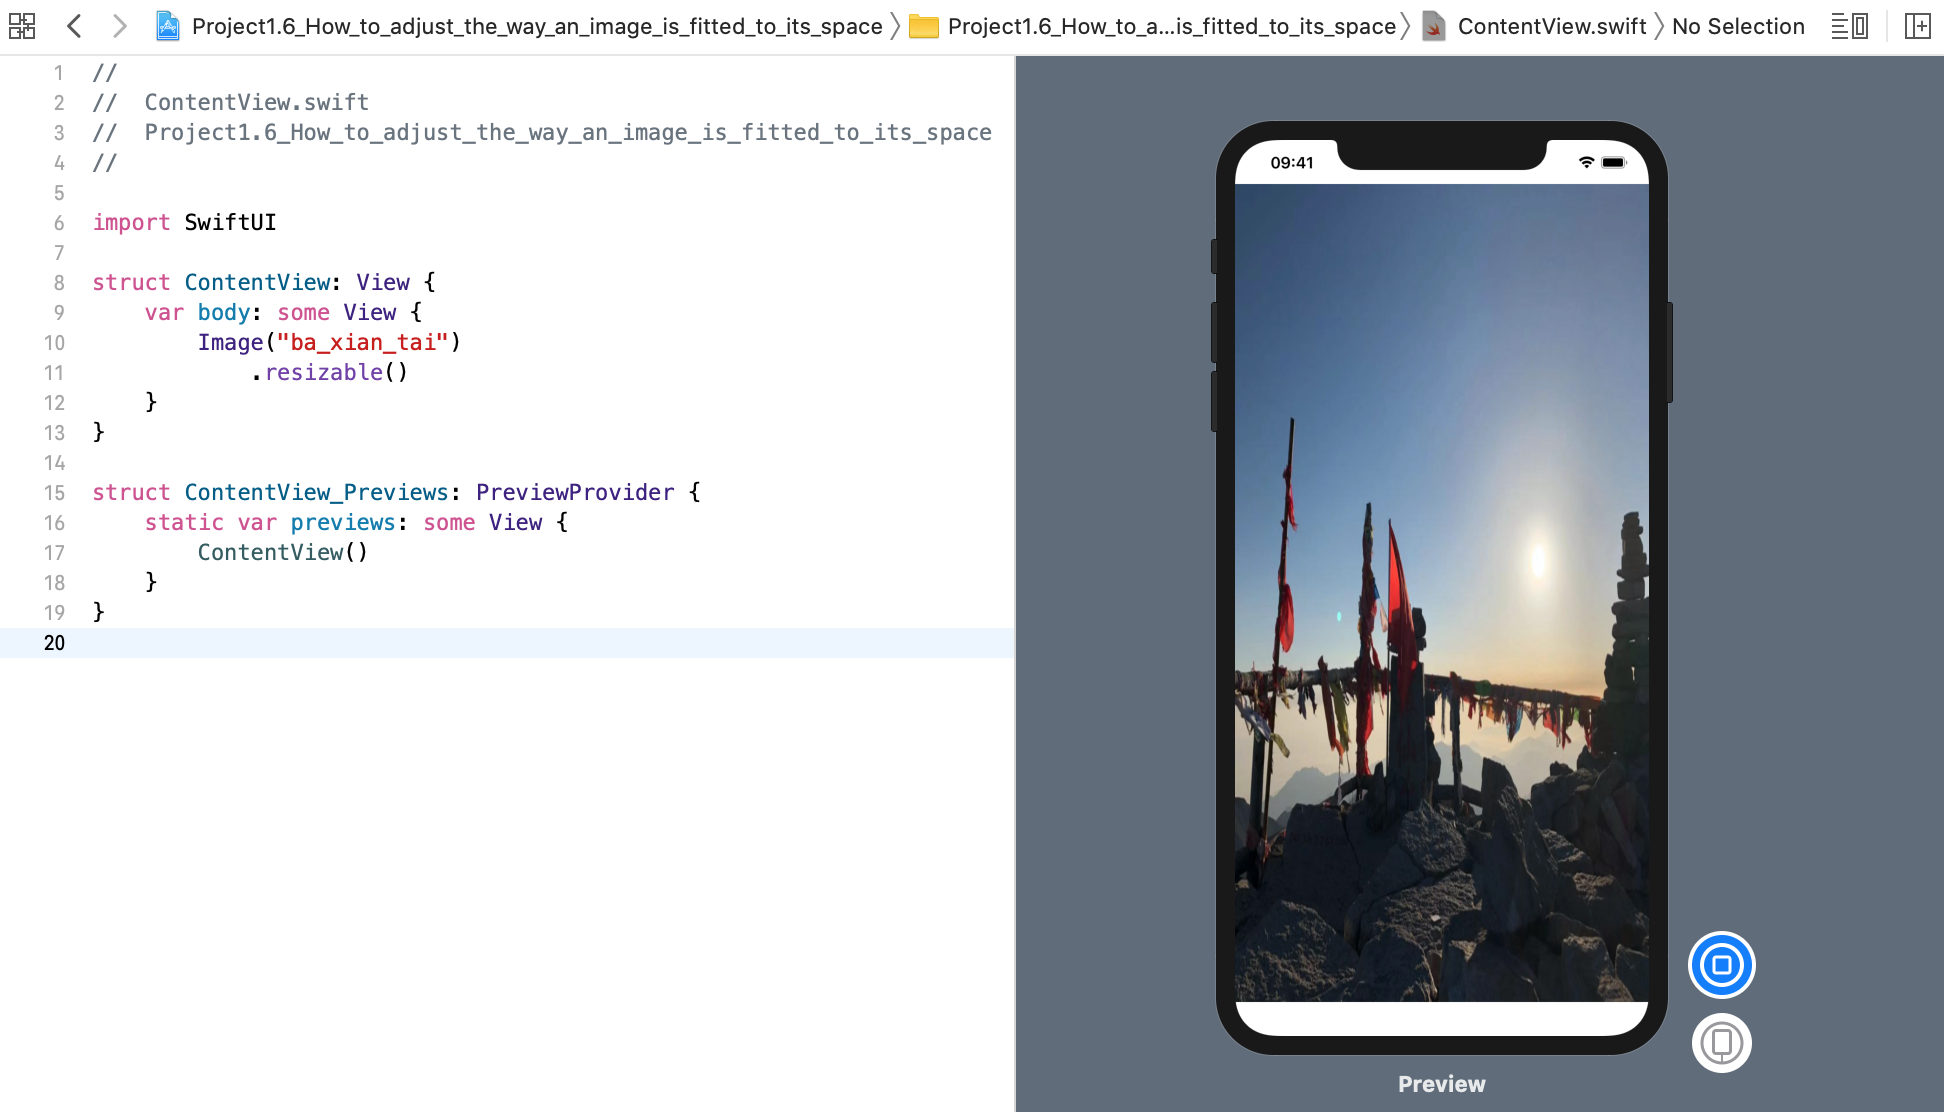 Project1.6_How_to_adjust_the_way_an_image_is_fitted_to_its_space Project1.6_How_to_a...is_fitted_to_its_space ContentView.swift No Selection
1 //
2 // ContentView.swift
3 // Project1.6_How_to_adjust_the_way_an_image_is_fitted_to_its_space
4 //
5
6 import SwiftUI
7
8 struct ContentView: View {
9 var body: some View {
10 Image("ba_xian_tai")
11 .resizable()
12 }
13 }
14
15 struct ContentView_Previews: PreviewProvider {
16 static var previews: some View {
17 ContentView()
18 }
19 }
20
09:41
Preview